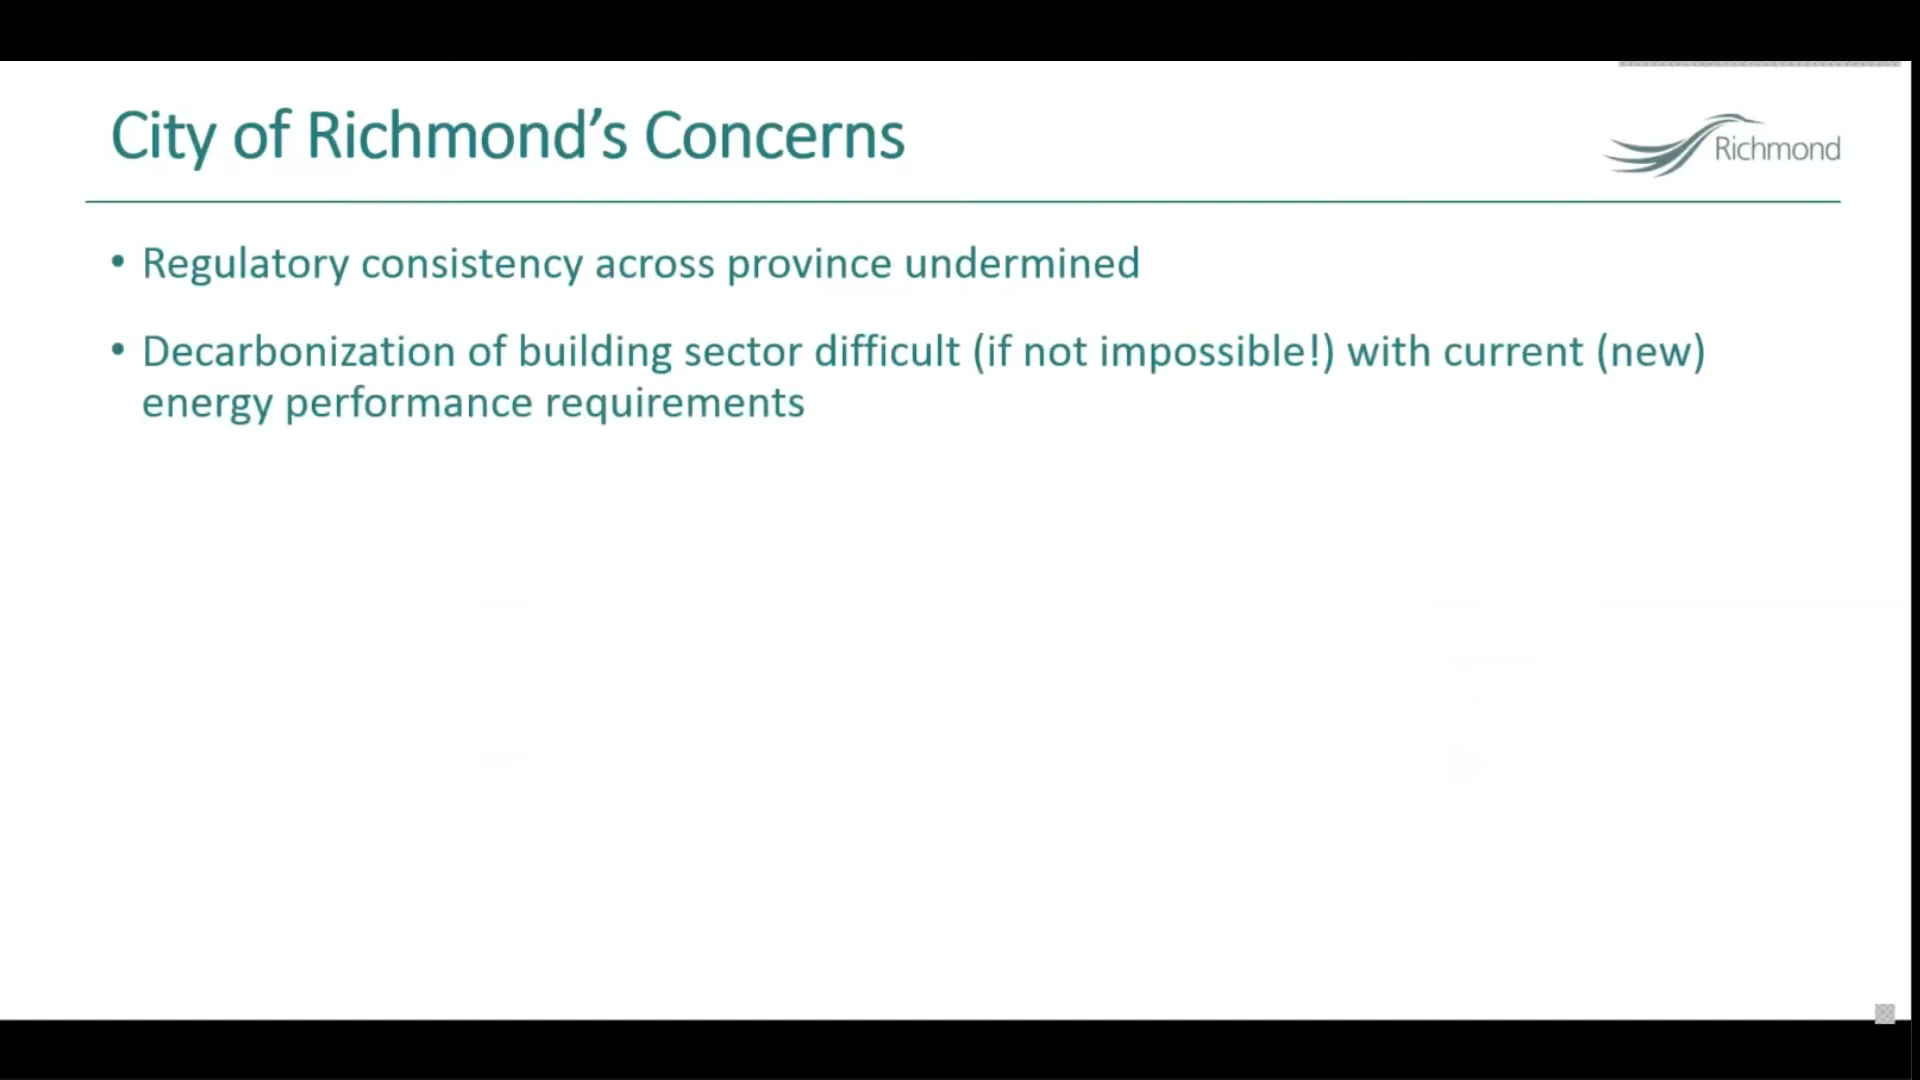 City of Richmond’s Concerns
Richmond
• Regulatory consistency across province undermined
• Decarbonization of building sector difficult (if not impossible!) with current (new)
energy performance requirements